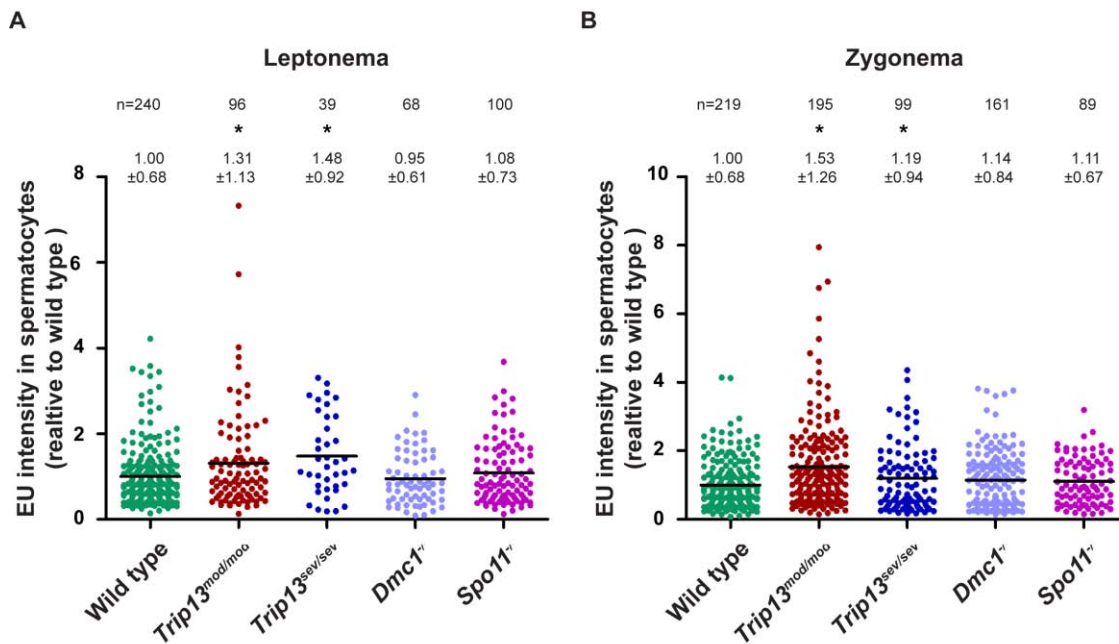 A
Leptonema
n=240 96 39 68 100
* *
1.00 1.31 1.48 0.95 1.08
±0.68 ±1.13 ±0.92 ±0.61 ±0.73
EU intensity in spermatocytes
(realtive to wild type )
8
6
4
2
0
Wild type Trip13mod/mod Trip13sev/sev Dmc1-/- Spo11-/-
B
Zygonema
n=219 195 99 161 89
* *
1.00 1.53 1.19 1.14 1.11
±0.68 ±1.26 ±0.94 ±0.84 ±0.67
EU intensity in spermatocytes
(realtive to wild type )
10
8
6
4
2
0
Wild type Trip13mod/mod Trip13sev/sev Dmc1-/- Spo11-/-